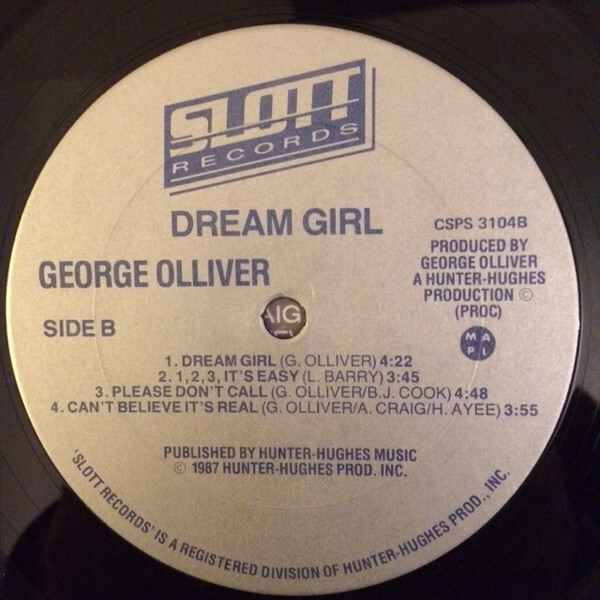 SLOTT
RECORDS
DREAM GIRL
CSPS 3104B
PRODUCED BY
GEORGE OLLIVER
A HUNTER-HUGHES
PRODUCTION ©
(PROC)
GEORGE OLLIVER
SIDE B
AIG
M A
P L
1. DREAM GIRL (G. OLLIVER) 4:22
2. 1, 2, 3, IT'S EASY (L. BARRY) 3:45
3. PLEASE DON'T CALL (G. OLLIVER/B.J. COOK) 4:48
4. CAN'T BELIEVE IT'S REAL (G. OLLIVER/A. CRAIG/H. AYEE) 3:55
PUBLISHED BY HUNTER-HUGHES MUSIC
© 1987 HUNTER-HUGHES PROD. INC.
'SLOTT RECORDS' IS A REGISTERED DIVISION OF HUNTER-HUGHES PROD., INC.